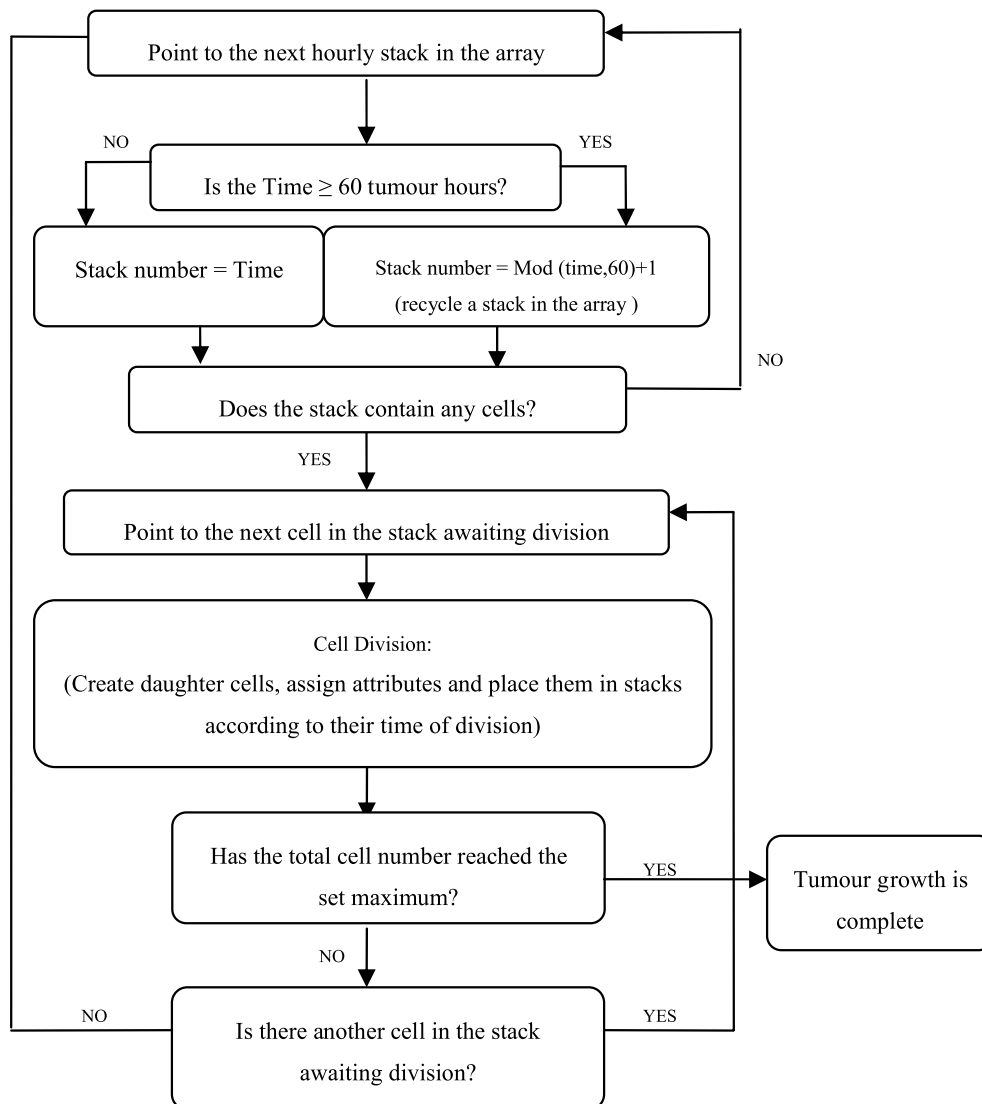 Point to the next hourly stack in the array
NO
YES
Is the Time ≥ 60 tumour hours?
Stack number = Time
Stack number = Mod (time,60)+1
(recycle a stack in the array )
NO
Does the stack contain any cells?
YES
Point to the next cell in the stack awaiting division
Cell Division:
(Create daughter cells, assign attributes and place them in stacks
according to their time of division)
Has the total cell number reached the
set maximum?
YES
Tumour growth is
complete
NO
NO
YES
Is there another cell in the stack
awaiting division?